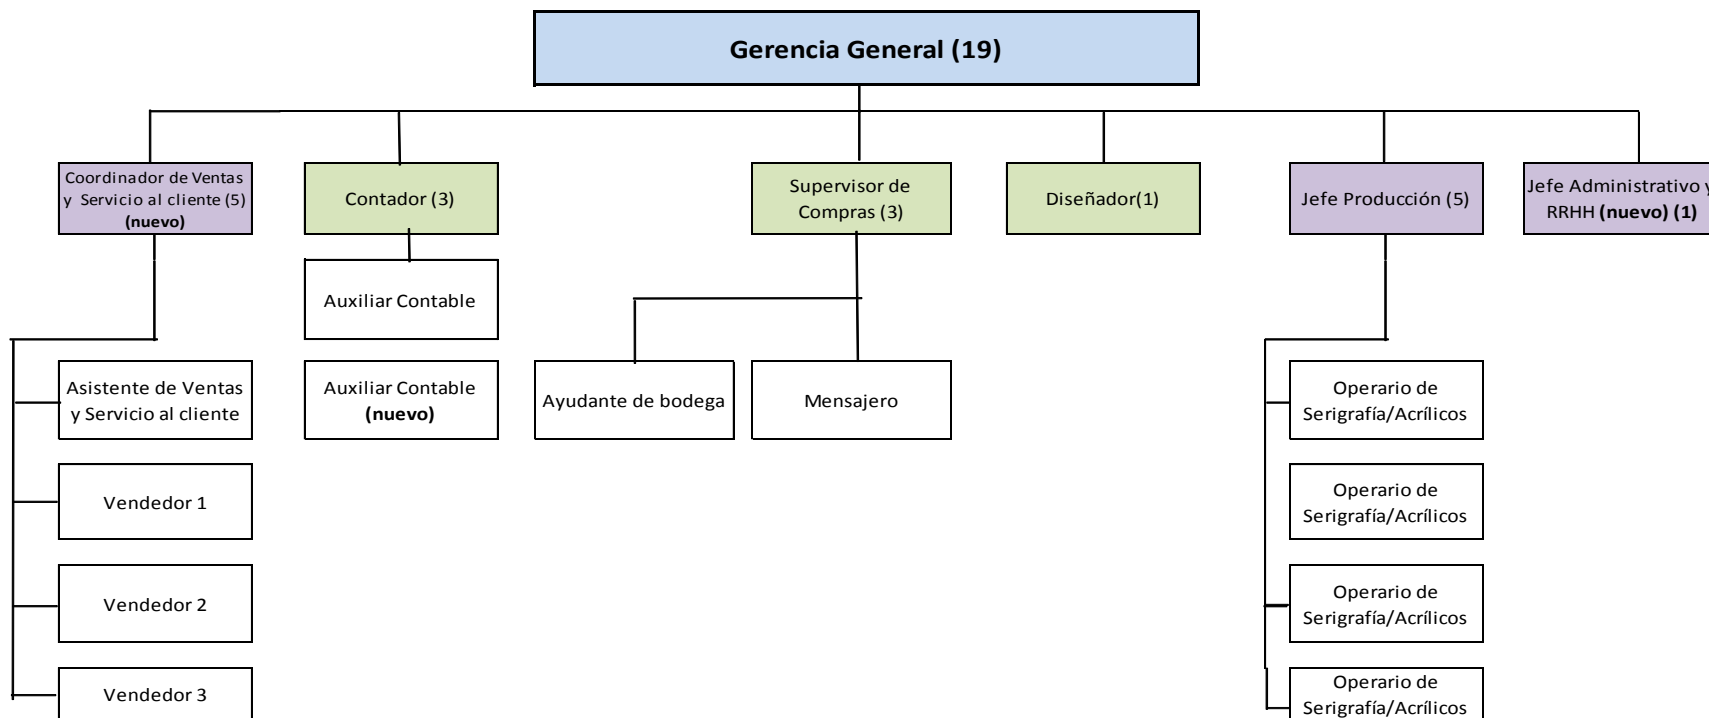 Gerencia General (19)
Coordinador de Ventas
y Servicio al cliente (5)
(nuevo)
Contador (3)
Supervisor de
Compras (3)
Diseñador(1)
Jefe Producción (5)
Jefe Administrativo y
RRHH (nuevo) (1)
Auxiliar Contable
Asistente de Ventas
y Servicio al cliente
Auxiliar Contable
(nuevo)
Ayudante de bodega
Mensajero
Operario de
Serigrafía/Acrílicos
Vendedor 1
Operario de
Serigrafía/Acrílicos
Vendedor 2
Operario de
Serigrafía/Acrílicos
Vendedor 3
Operario de
Serigrafía/Acrílicos